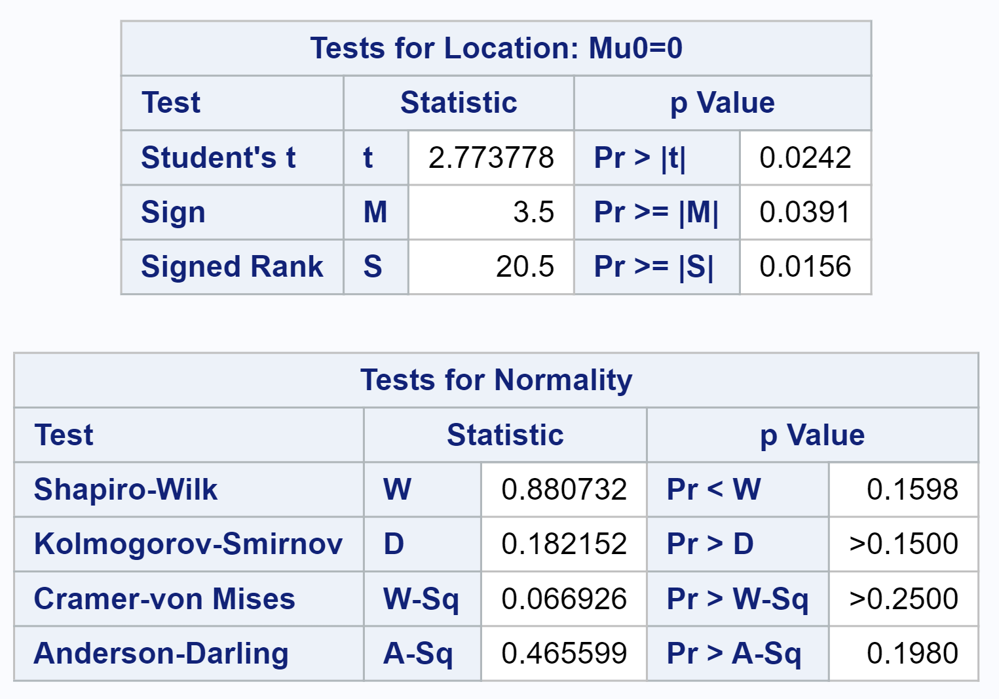 Tests for Location: Mu0=0
Test Statistic p Value
Student's t t 2.773778 Pr > |t| 0.0242
Sign M 3.5 Pr >= |M| 0.0391
Signed Rank S 20.5 Pr >= |S| 0.0156
Tests for Normality
Test Statistic p Value
Shapiro-Wilk W 0.880732 Pr < W 0.1598
Kolmogorov-Smirnov D 0.182152 Pr > D >0.1500
Cramer-von Mises W-Sq 0.066926 Pr > W-Sq >0.2500
Anderson-Darling A-Sq 0.465599 Pr > A-Sq 0.1980